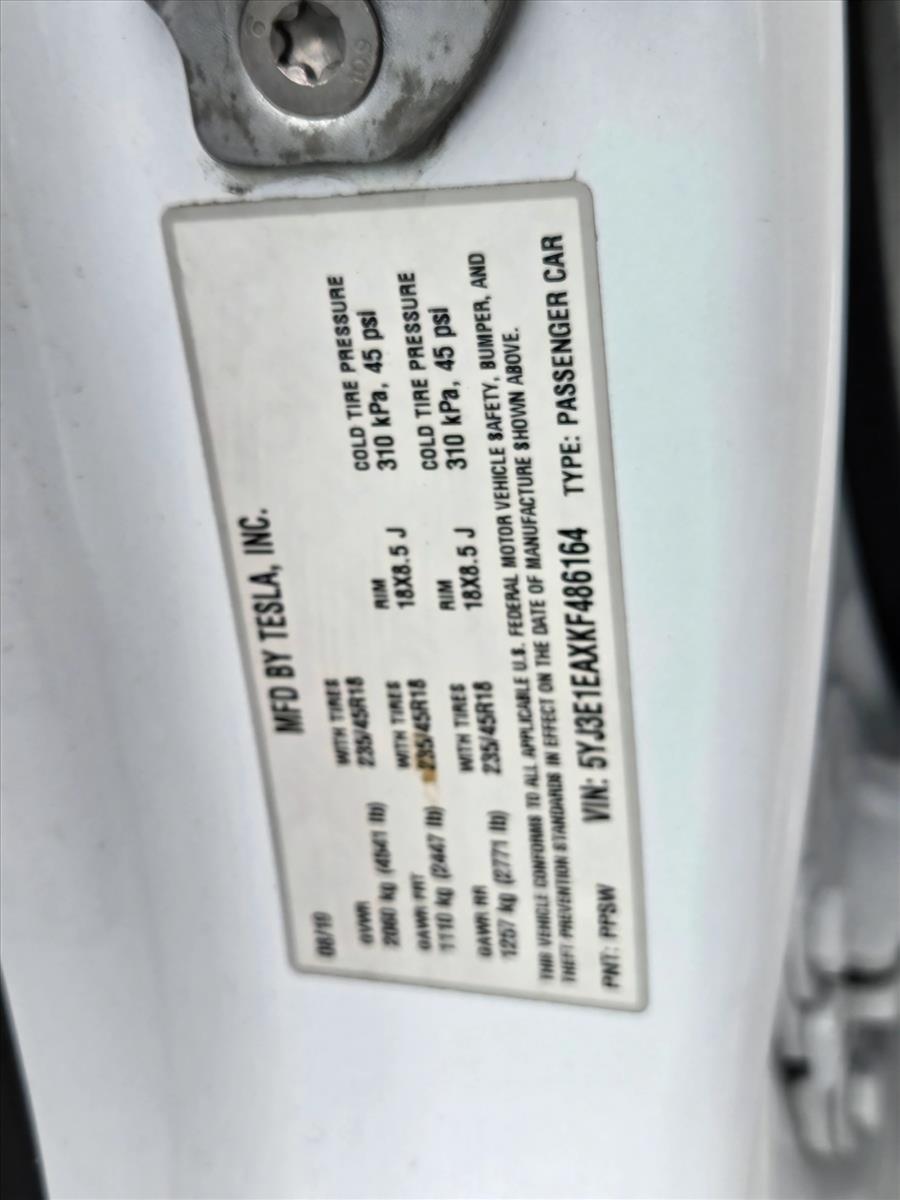 MFD BY TESLA, INC.
08/19
GVWR WITH TIRES RIM COLD TIRE PRESSURE
2060 kg (4541 lb) 235/45R18 18X8.5 J 310 kPa, 45 psi
GAWR FRT WITH TIRES RIM COLD TIRE PRESSURE
1110 kg (2447 lb) 235/45R18 18X8.5 J 310 kPa, 45 psi
GAWR RR WITH TIRES
1257 kg (2771 lb) 235/45R18
THIS VEHICLE CONFORMS TO ALL APPLICABLE U.S. FEDERAL MOTOR VEHICLE SAFETY, BUMPER, AND
THEFT PREVENTION STANDARDS IN EFFECT ON THE DATE OF MANUFACTURE SHOWN ABOVE.
PNT: PPSW VIN: 5YJ3E1EAXKF486164 TYPE: PASSENGER CAR
10.9